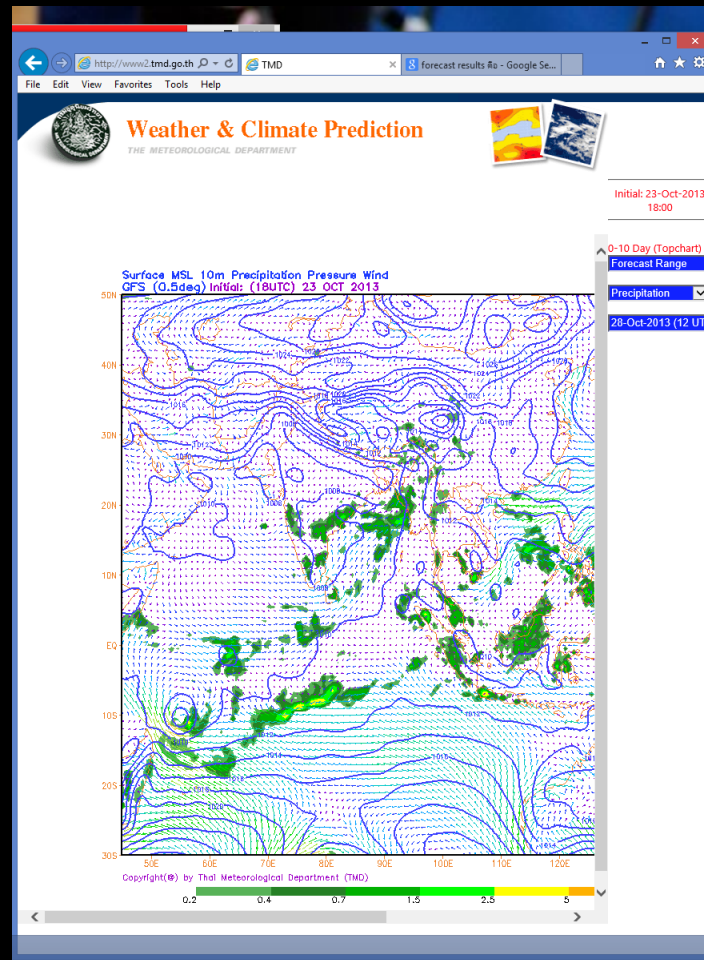 http://www2.tmd.go.th
TMD
forecast results คือ - Google Se...
File Edit View Favorites Tools Help
Weather & Climate Prediction
THE METEOROLOGICAL DEPARTMENT
Initial: 23-Oct-2013
18:00
0-10 Day (Topchart)
Forecast Range
Precipitation
28-Oct-2013 (12 UT
Surface MSL 10m Precipitation Pressure Wind
GFS (0.5deg) Initial: (18UTC) 23 OCT 2013
50N
40N
30N
20N
10N
EQ
10S
20S
30S
50E 60E 70E 80E 90E 100E 110E 120E
Copyright(@) by Thai Meteorological Department (TMD)
0.2 0.4 0.7 1.5 2.5 5